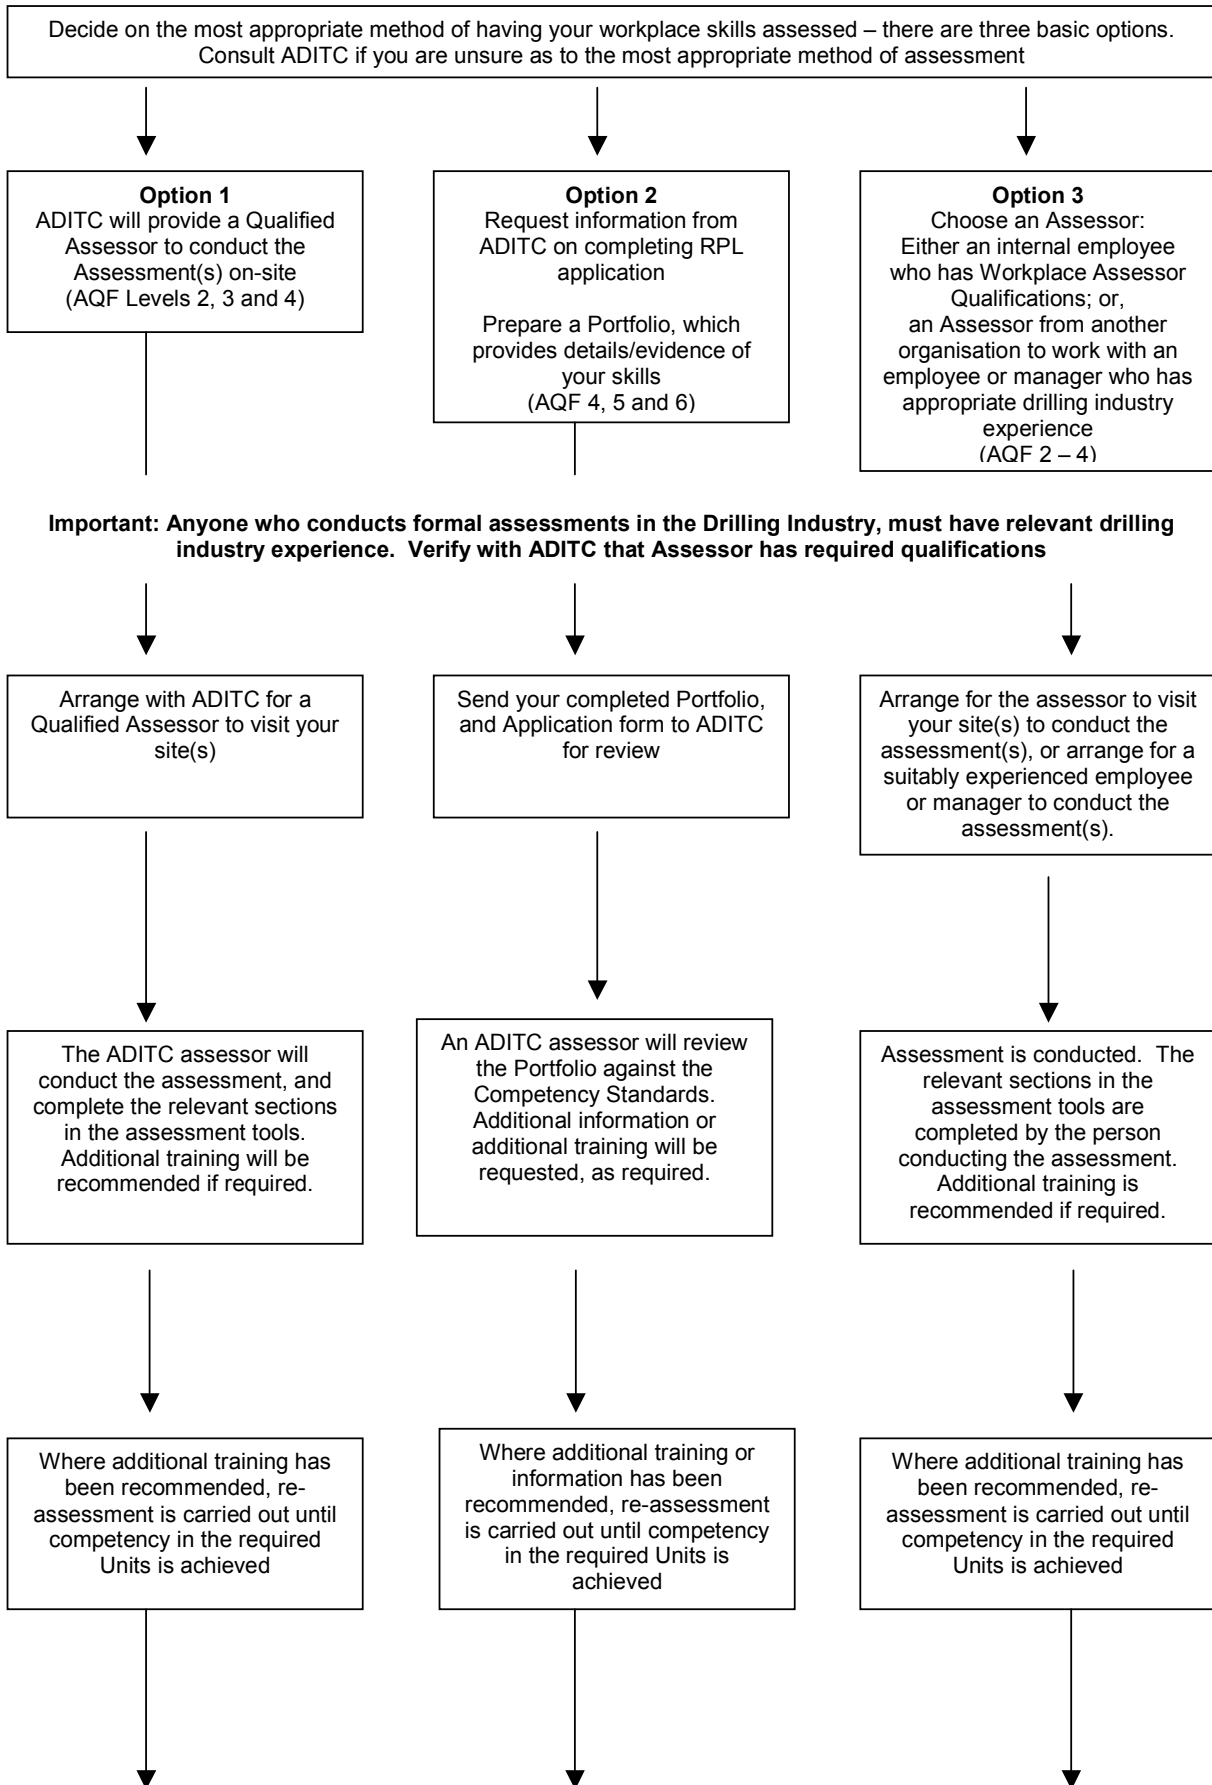 Decide on the most appropriate method of having your workplace skills assessed – there are three basic options.
Consult ADITC if you are unsure as to the most appropriate method of assessment
Option 1
ADITC will provide a Qualified
Assessor to conduct the
Assessment(s) on-site
(AQF Levels 2, 3 and 4)
Option 2
Request information from
ADITC on completing RPL
application
Prepare a Portfolio, which
provides details/evidence of
your skills
(AQF 4, 5 and 6)
Option 3
Choose an Assessor:
Either an internal employee
who has Workplace Assessor
Qualifications; or,
an Assessor from another
organisation to work with an
employee or manager who has
appropriate drilling industry
experience
(AQF 2 – 4)
Important: Anyone who conducts formal assessments in the Drilling Industry, must have relevant drilling
industry experience.  Verify with ADITC that Assessor has required qualifications
Arrange with ADITC for a
Qualified Assessor to visit your
site(s)
Send your completed Portfolio,
and Application form to ADITC
for review
Arrange for the assessor to visit
your site(s) to conduct the
assessment(s), or arrange for a
suitably experienced employee
or manager to conduct the
assessment(s).
The ADITC assessor will
conduct the assessment, and
complete the relevant sections
in the assessment tools.
Additional training will be
recommended if required.
An ADITC assessor will review
the Portfolio against the
Competency Standards.
Additional information or
additional training will be
requested, as required.
Assessment is conducted.  The
relevant sections in the
assessment tools are
completed by the person
conducting the assessment.
Additional training is
recommended if required.
Where additional training has
been recommended, re-
assessment is carried out until
competency in the required
Units is achieved
Where additional training or
information has been
recommended, re-assessment
is carried out until competency
in the required Units is
achieved
Where additional training has
been recommended, re-
assessment is carried out until
competency in the required
Units is achieved